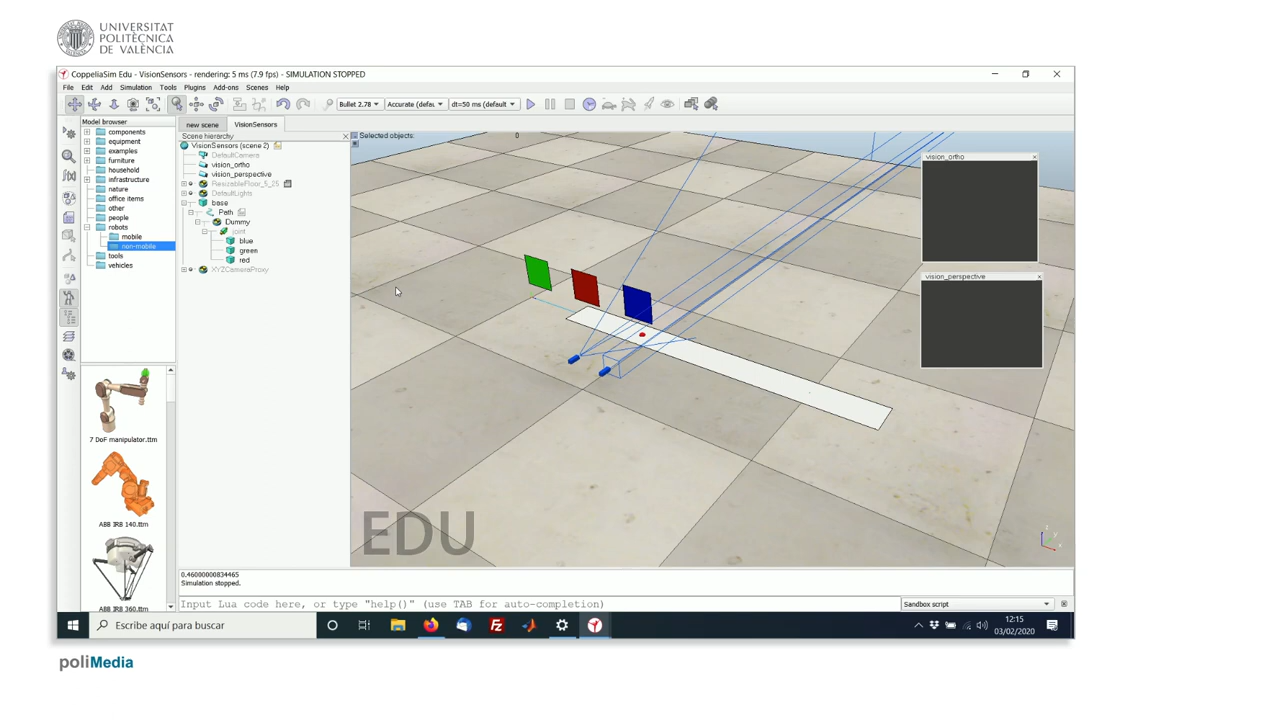 UNIVERSITAT
POLITÈCNICA
DE VALÈNCIA
CoppeliaSim Edu - VisionSensors - rendering: 5 ms (7.9 fps) - SIMULATION STOPPED
File Edit Add Simulation Tools Plugins Add-ons Scenes Help
Bullet 2.78 Accurate (defau dt=50 ms (default
Model browser
components
equipment
examples
furniture
household
infrastructure
nature
office items
other
people
robots
mobile
non-mobile
tools
vehicles
7 DoF manipulator.ttm
ABB IRB 140.ttm
ABB IRB 360.ttm
new scene VisionSensors
Scene hierarchy
VisionSensors (scene 2)
DefaultCamera
vision_ortho
vision_perspective
ResizableFloor_5_25
DefaultLights
base
Path
Dummy
joint
blue
green
red
XYZCameraProxy
Selected objects: 0
vision_ortho
vision_perspective
EDU
0.46000000834465
Simulation stopped.
Input Lua code here, or type "help()" (use TAB for auto-completion)
Sandbox script
Escribe aquí para buscar
12:15
03/02/2020
poliMedia